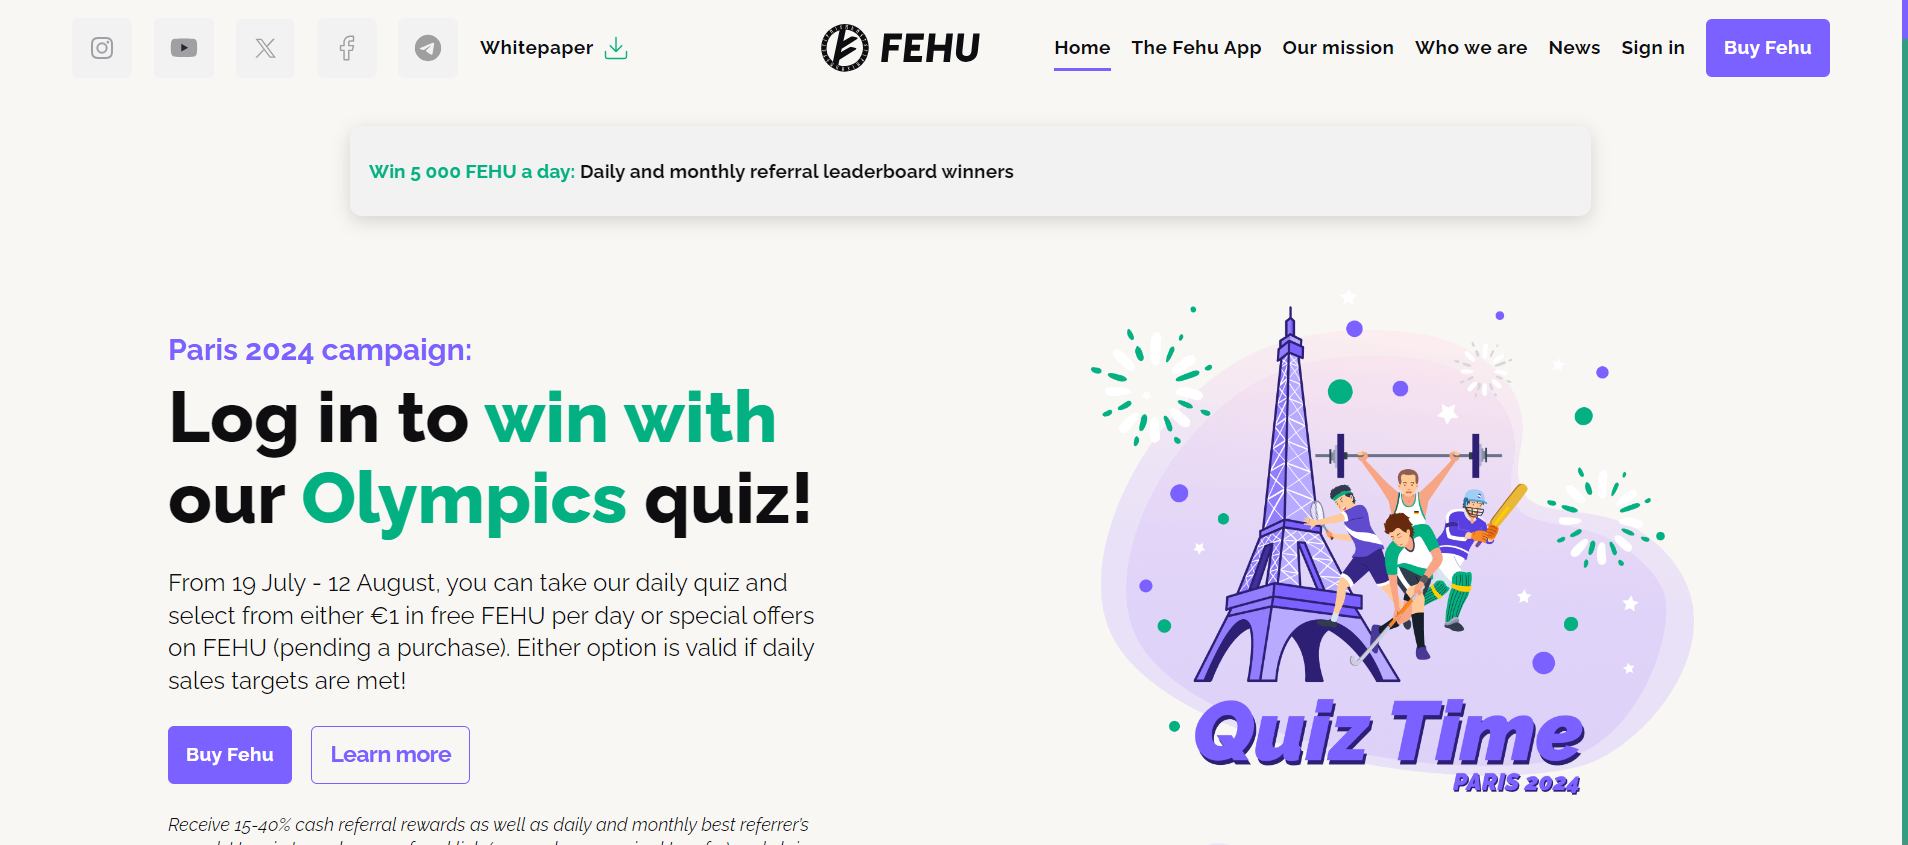 Whitepaper
FEHU
Home
The Fehu App
Our mission
Who we are
News
Sign in
Buy Fehu
Win 5 000 FEHU a day: Daily and monthly referral leaderboard winners
Paris 2024 campaign:
Log in to win with
our Olympics quiz!
From 19 July - 12 August, you can take our daily quiz and
select from either €1 in free FEHU per day or special offers
on FEHU (pending a purchase). Either option is valid if daily
sales targets are met!
Buy Fehu
Learn more
Receive 15-40% cash referral rewards as well as daily and monthly best referrer's
Quiz Time
PARIS 2024